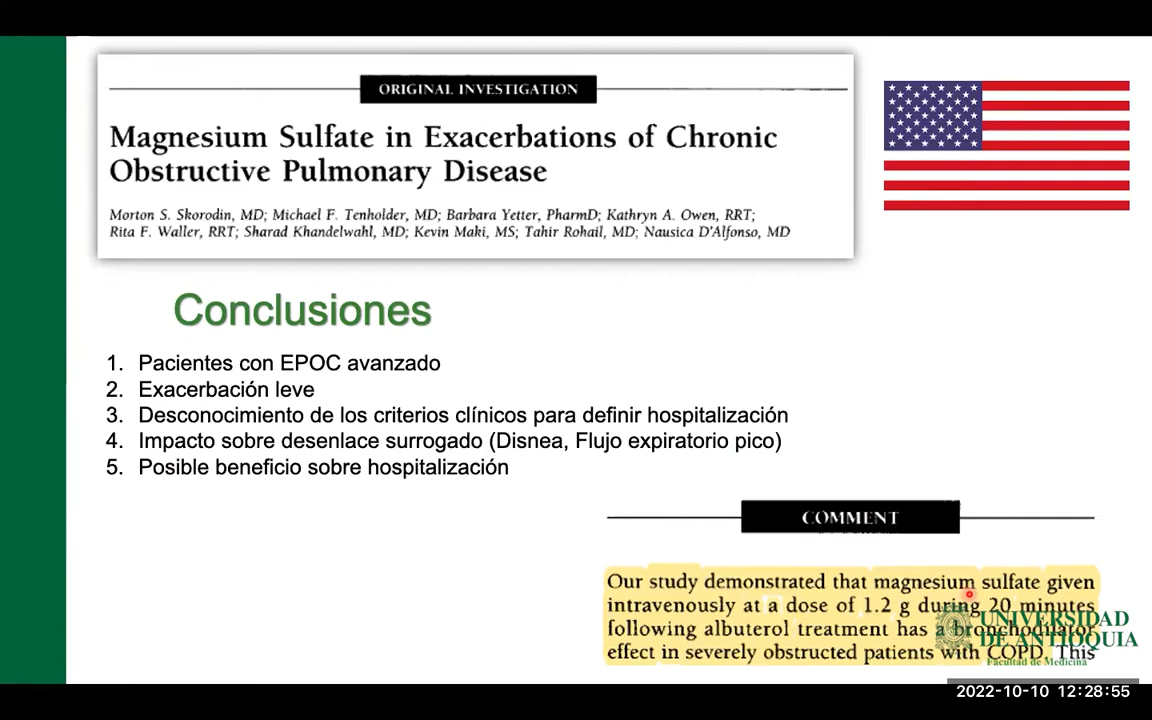 ORIGINAL INVESTIGATION
Magnesium Sulfate in Exacerbations of Chronic
Obstructive Pulmonary Disease
Morton S. Skorodin, MD; Michael F. Tenholder, MD; Barbara Yetter, PharmD; Kathryn A. Owen, RRT;
Rita F. Waller, RRT; Sharad Khandelwahl, MD; Kevin Maki, MS; Tahir Rohail, MD; Nausica D'Alfonso, MD
Conclusiones
1. Pacientes con EPOC avanzado
2. Exacerbación leve
3. Desconocimiento de los criterios clínicos para definir hospitalización
4. Impacto sobre desenlace surrogado (Disnea, Flujo expiratorio pico)
5. Posible beneficio sobre hospitalización
COMMENT
Our study demonstrated that magnesium sulfate given
intravenously at a dose of 1.2 g during 20 minutes
following albuterol treatment has a bronchodilator
effect in severely obstructed patients with COPD. This
UNIVERSIDAD
DE ANTIOQUIA
Facultad de Medicina
2022-10-10 12:28:55